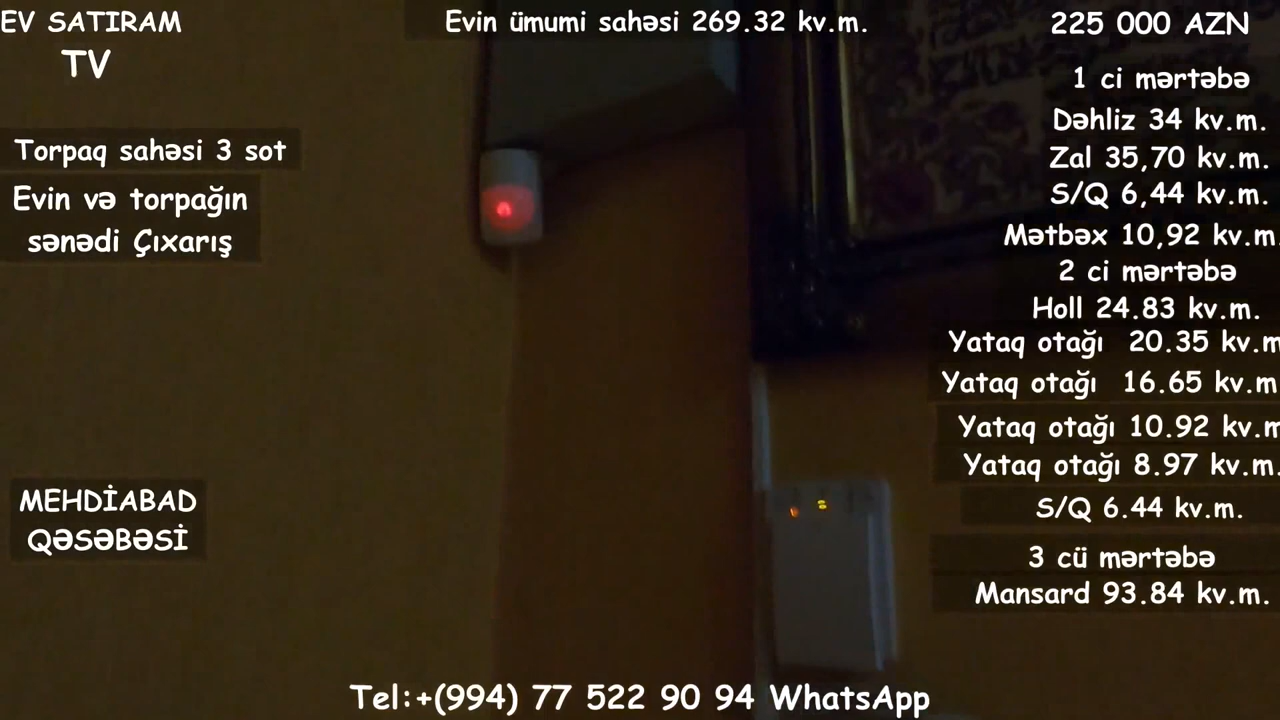 EV SATIRAM
TV
Torpaq sahəsi 3 sot
Evin və torpağın
sənədi Çıxarış
MEHDİABAD
QƏSƏBƏSİ
Evin ümumi sahəsi 269.32 kv.m.
225 000 AZN
1 ci mərtəbə
Dəhliz 34 kv.m.
Zal 35,70 kv.m.
S/Q 6,44 kv.m.
Mətbəx 10,92 kv.m.
2 ci mərtəbə
Holl 24.83 kv.m.
Yataq otağı 20.35 kv.m
Yataq otağı 16.65 kv.m
Yataq otağı 10.92 kv.m
Yataq otağı 8.97 kv.m.
S/Q 6.44 kv.m.
3 cü mərtəbə
Mansard 93.84 kv.m.
Tel:+(994) 77 522 90 94 WhatsApp